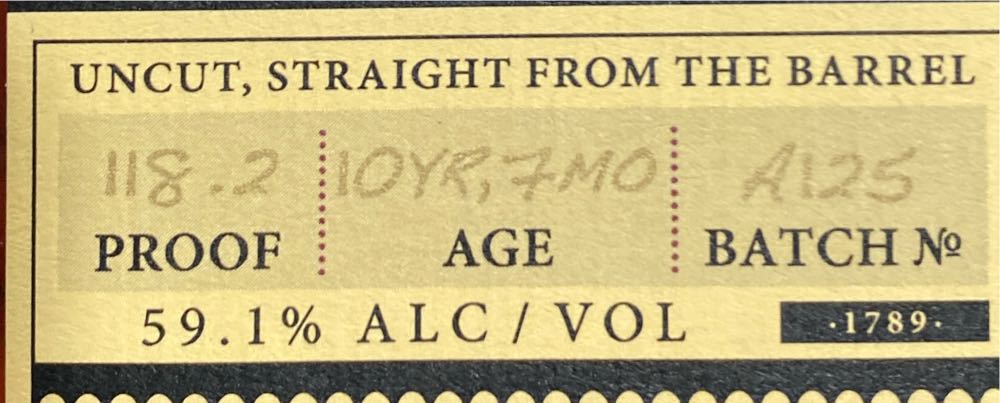 UNCUT, STRAIGHT FROM THE BARREL
118.2 10YR, 7MO A125
PROOF AGE BATCH №
59.1% ALC / VOL ·1789·